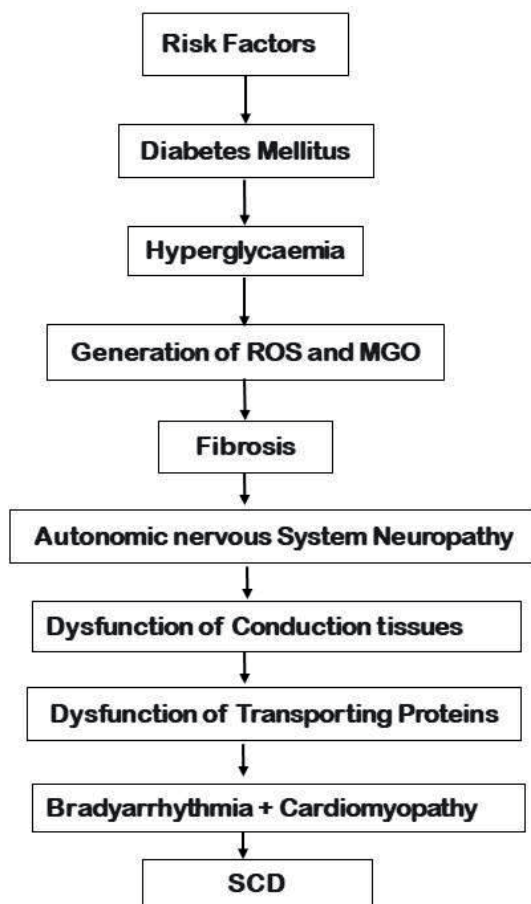 Risk Factors
Diabetes Mellitus
Hyperglycaemia
Generation of ROS and MGO
Fibrosis
Autonomic nervous System Neuropathy
Dysfunction of Conduction tissues
Dysfunction of Transporting Proteins
Bradyarrhythmia + Cardiomyopathy
SCD